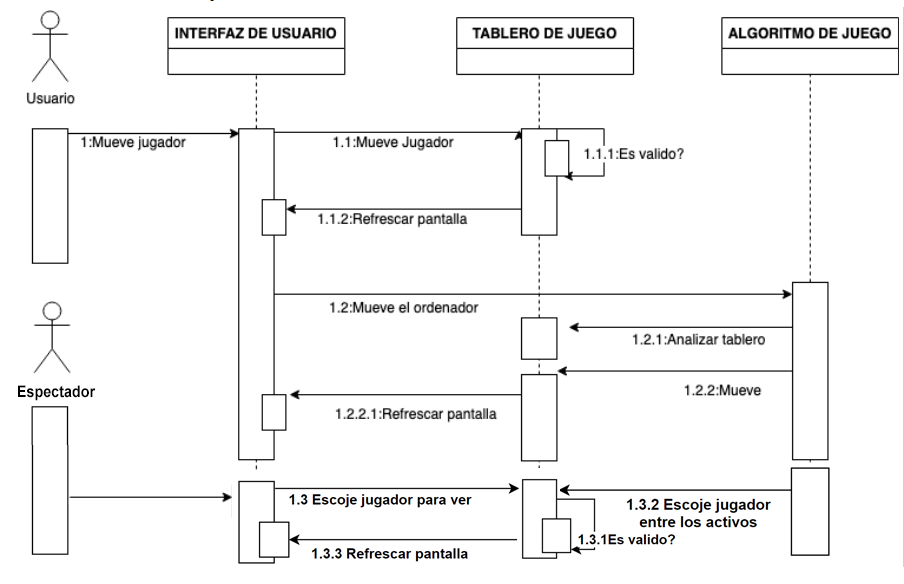 INTERFAZ DE USUARIO
TABLERO DE JUEGO
ALGORITMO DE JUEGO
Usuario
1:Mueve jugador
1.1:Mueve Jugador
1.1.1:Es valido?
1.1.2:Refrescar pantalla
1.2:Mueve el ordenador
1.2.1:Analizar tablero
Espectador
1.2.2:Mueve
1.2.2.1:Refrescar pantalla
1.3 Escoje jugador para ver
1.3.2 Escoje jugador
entre los activos
1.3.1Es valido?
1.3.3 Refrescar pantalla